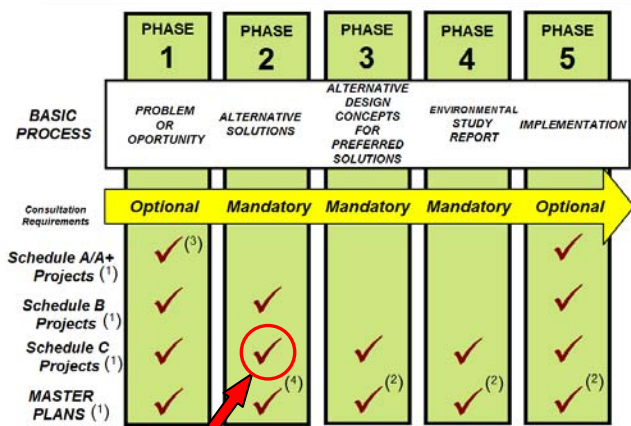 PHASE 1
PHASE 2
PHASE 3
PHASE 4
PHASE 5
BASIC PROCESS
PROBLEM OR OPORTUNITY
ALTERNATIVE SOLUTIONS
ALTERNATIVE DESIGN CONCEPTS FOR PREFERRED SOLUTIONS
ENVIRONMENTAL STUDY REPORT
IMPLEMENTATION
Consultation Requirements
Optional
Mandatory
Mandatory
Mandatory
Optional
Schedule A/A+ Projects (1)
(3)
Schedule B Projects (1)
Schedule C Projects (1)
MASTER PLANS (1)
(4)
(2)
(2)
(2)